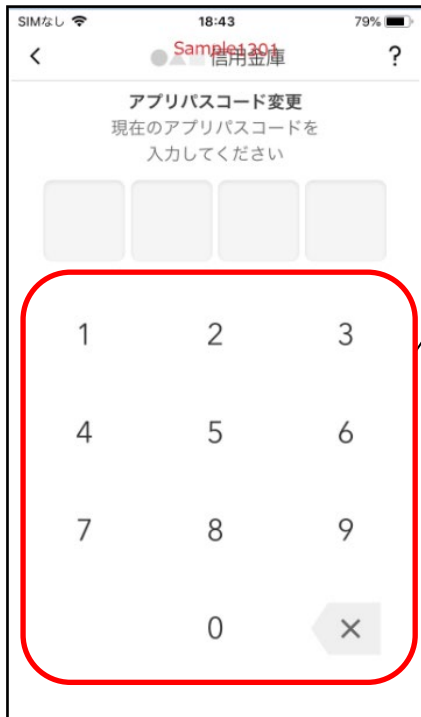 SIMなし 18:43 79%
Sample1201
●▲■信用金庫 ?
アプリパスコード変更
現在のアプリパスコードを
入力してください
1 2 3
4 5 6
7 8 9
0